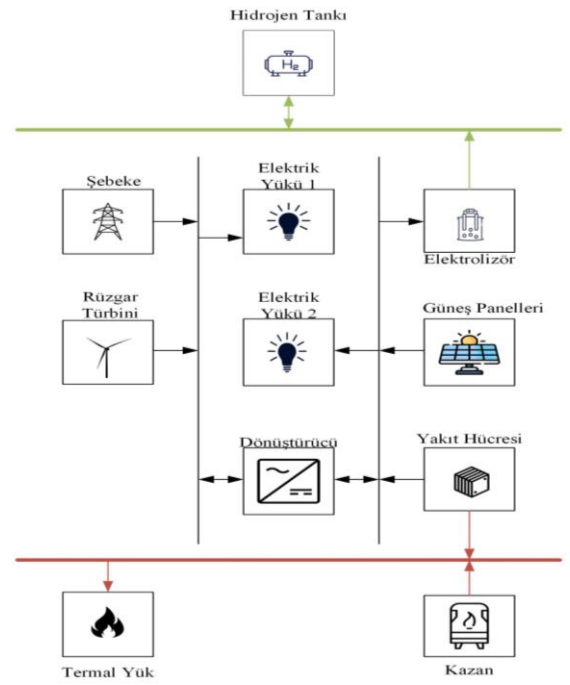 Hidrojen Tankı
H₂
Şebeke
Elektrik
Yükü 1
Elektrolizör
Rüzgar
Türbini
Elektrik
Yükü 2
Güneş Panelleri
Dönüştürücü
Yakıt Hücresi
Termal Yük
Kazan